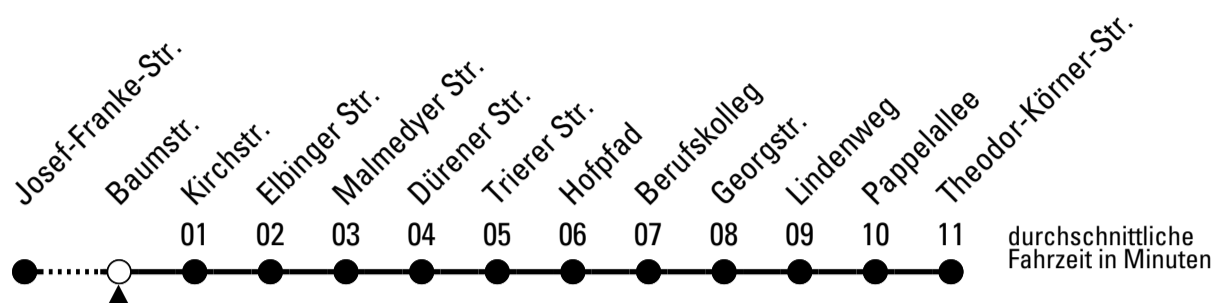 Josef-Franke-Str.
Baumstr.
Kirchstr.
Elbinger Str.
Malmedyer Str.
Dürener Str.
Trierer Str.
Hofpfad
Berufskolleg
Georgstr.
Lindenweg
Pappelallee
Theodor-Körner-Str.
01 02 03 04 05 06 07 08 09 10 11
durchschnittliche
Fahrzeit in Minuten